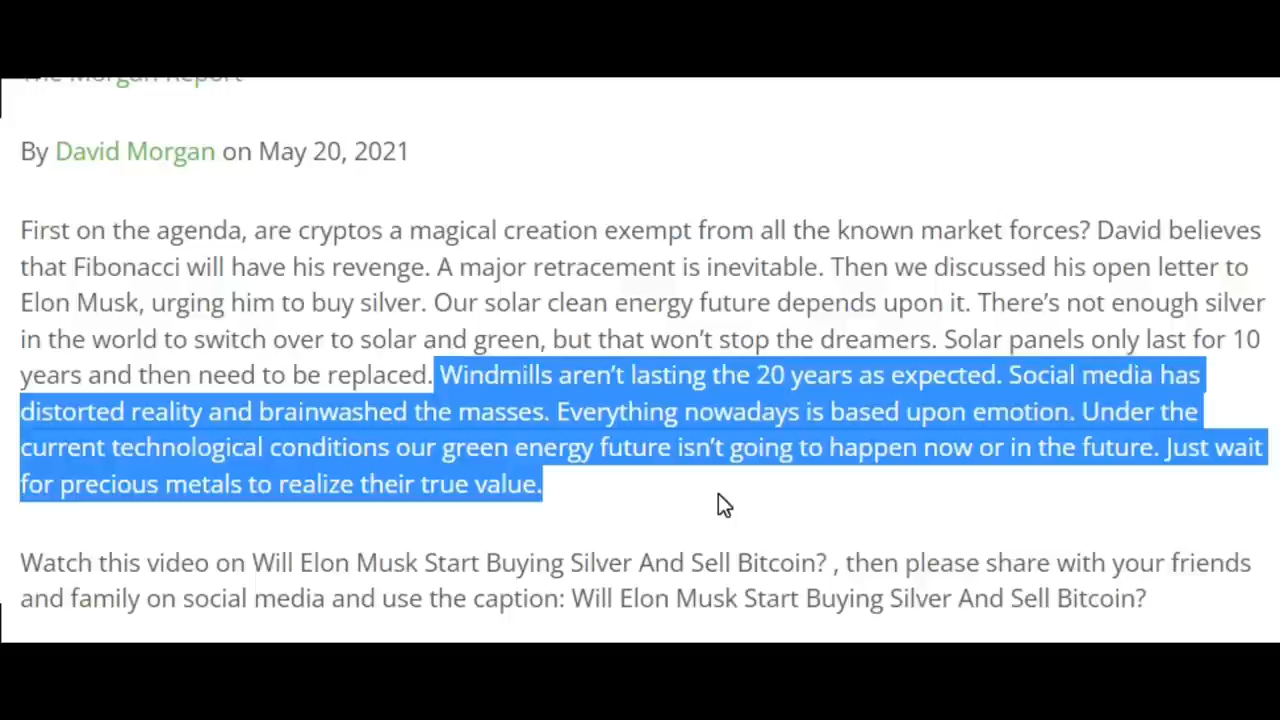 The Morgan Report
By David Morgan on May 20, 2021
First on the agenda, are cryptos a magical creation exempt from all the known market forces? David believes
that Fibonacci will have his revenge. A major retracement is inevitable. Then we discussed his open letter to
Elon Musk, urging him to buy silver. Our solar clean energy future depends upon it. There’s not enough silver
in the world to switch over to solar and green, but that won’t stop the dreamers. Solar panels only last for 10
years and then need to be replaced. Windmills aren’t lasting the 20 years as expected. Social media has
distorted reality and brainwashed the masses. Everything nowadays is based upon emotion. Under the
current technological conditions our green energy future isn’t going to happen now or in the future. Just wait
for precious metals to realize their true value.
Watch this video on Will Elon Musk Start Buying Silver And Sell Bitcoin? , then please share with your friends
and family on social media and use the caption: Will Elon Musk Start Buying Silver And Sell Bitcoin?